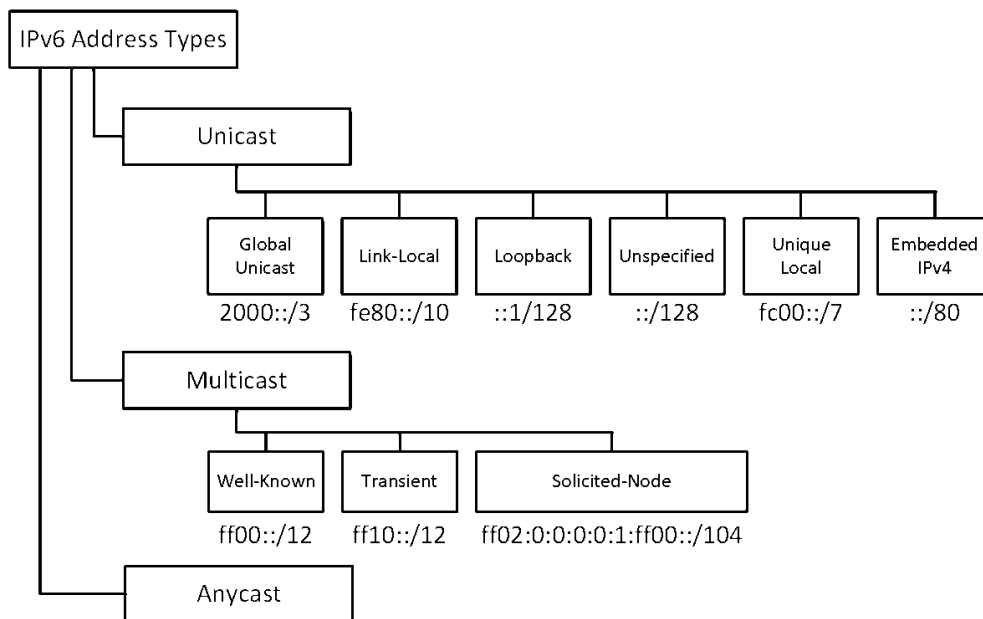 IPv6 Address Types
Unicast
Global
Unicast
Link-Local
Loopback
Unspecified
Unique
Local
Embedded
IPv4
2000::/3
fe80::/10
::1/128
::/128
fc00::/7
::/80
Multicast
Well-Known
Transient
Solicited-Node
ff00::/12
ff10::/12
ff02:0:0:0:0:1:ff00::/104
Anycast